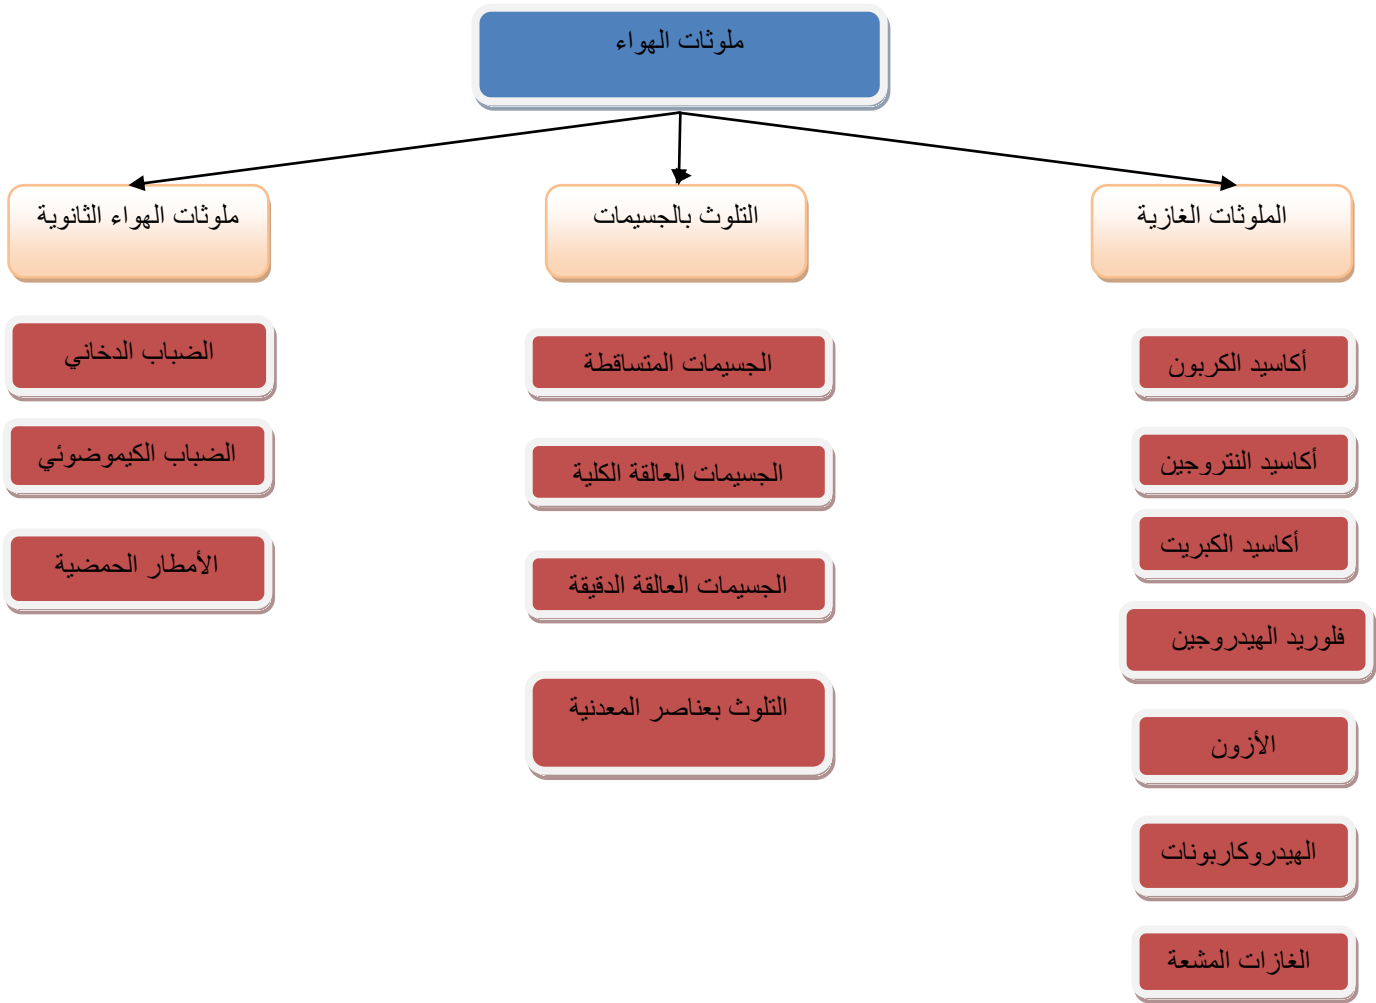 ملوثات الهواء
الملوثات الغازية
التلوث بالجسيمات
ملوثات الهواء الثانوية
أكاسيد الكربون
أكاسيد النتروجين
أكاسيد الكبريت
فلوريد الهيدروجين
الأزون
الهيدروكاربونات
الغازات المشعة
الجسيمات المتساقطة
الجسيمات العالقة الكلية
الجسيمات العالقة الدقيقة
التلوث بعناصر المعدنية
الضباب الدخاني
الضباب الكيموضوئي
الأمطار الحمضية